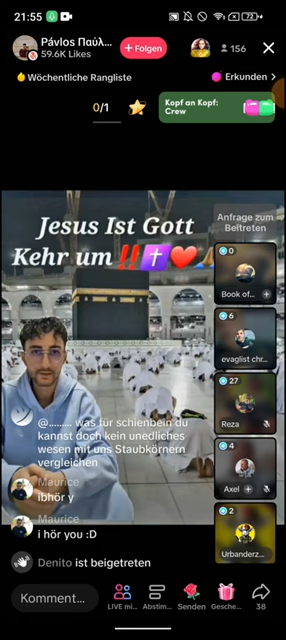 21:55
72
Pávlos Παύλ...
59.6K Likes
+ Folgen
156
Wöchentliche Rangliste
Erkunden >
0/1
Kopf an Kopf:
Crew
Jesus Ist Gott
Kehr um ‼️✝️❤️🙏
Anfrage zum
Beitreten
0
Book of...
6
evaglist chr...
27
Reza
4
Axel
2
Urbanderz...
@......... was für schienbein du
kannst doch kein unedliches
wesen mit uns Staubkörnern
vergleichen
Maurice
ibhör y
Maurice
i hör you :D
Denito ist beigetreten
Komment...
LIVE mi...
Abstim...
Senden
Gesche...
38